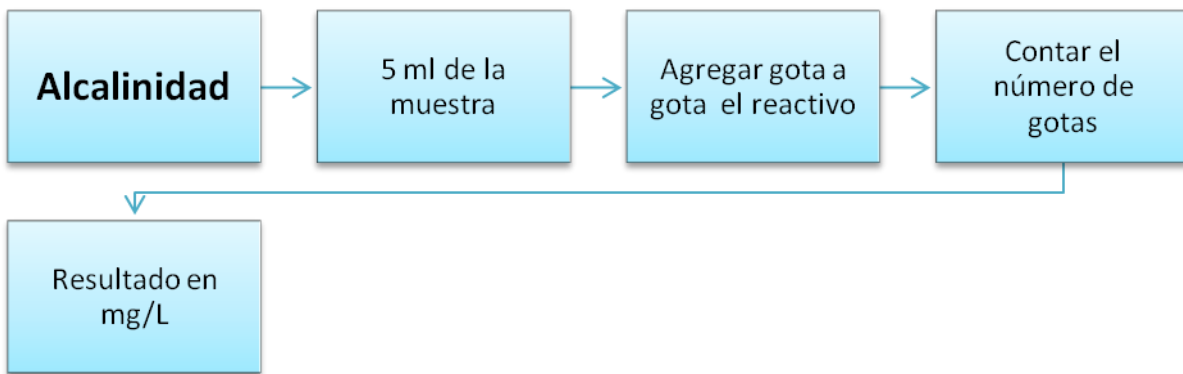 Alcalinidad
5 ml de la
muestra
Agregar gota a
gota el reactivo
Contar el
número de
gotas
Resultado en
mg/L